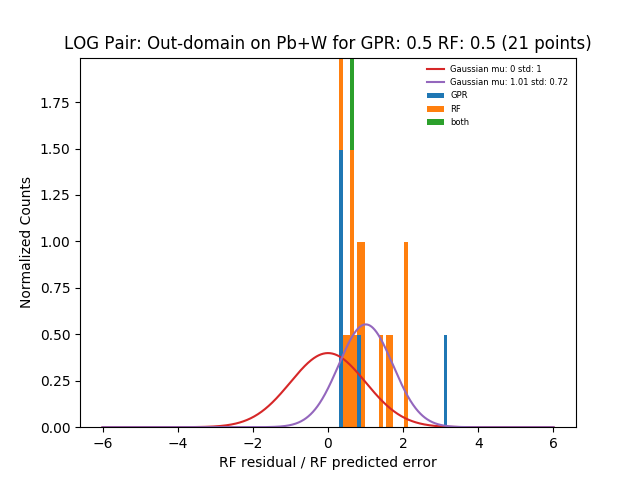 LOG Pair: Out-domain on Pb+W for GPR: 0.5 RF: 0.5 (21 points)
Gaussian mu: 0 std: 1
Gaussian mu: 1.01 std: 0.72
GPR
RF
both
Normalized Counts
1.75
1.50
1.25
1.00
0.75
0.50
0.25
0.00
−6 −4 −2 0 2 4 6
RF residual / RF predicted error